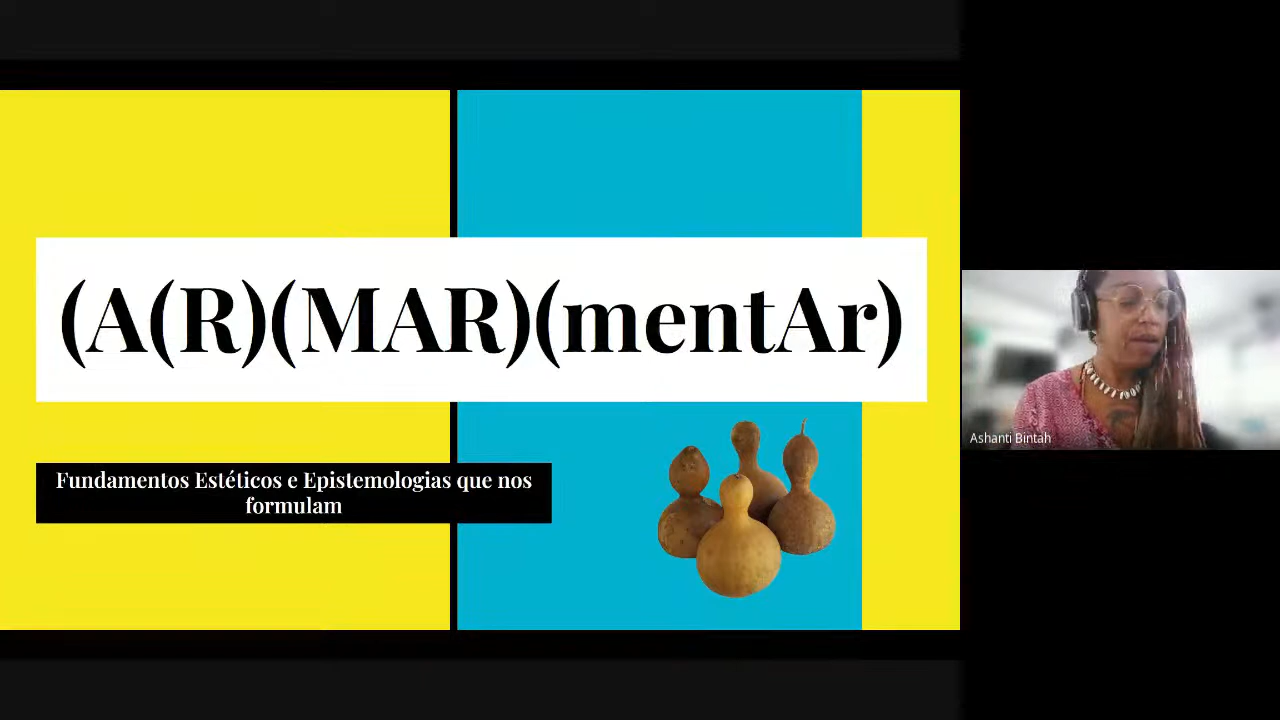 (A(R)(MAR)(mentAr)
Fundamentos Estéticos e Epistemologias que nos
formulam
Ashanti Bintah